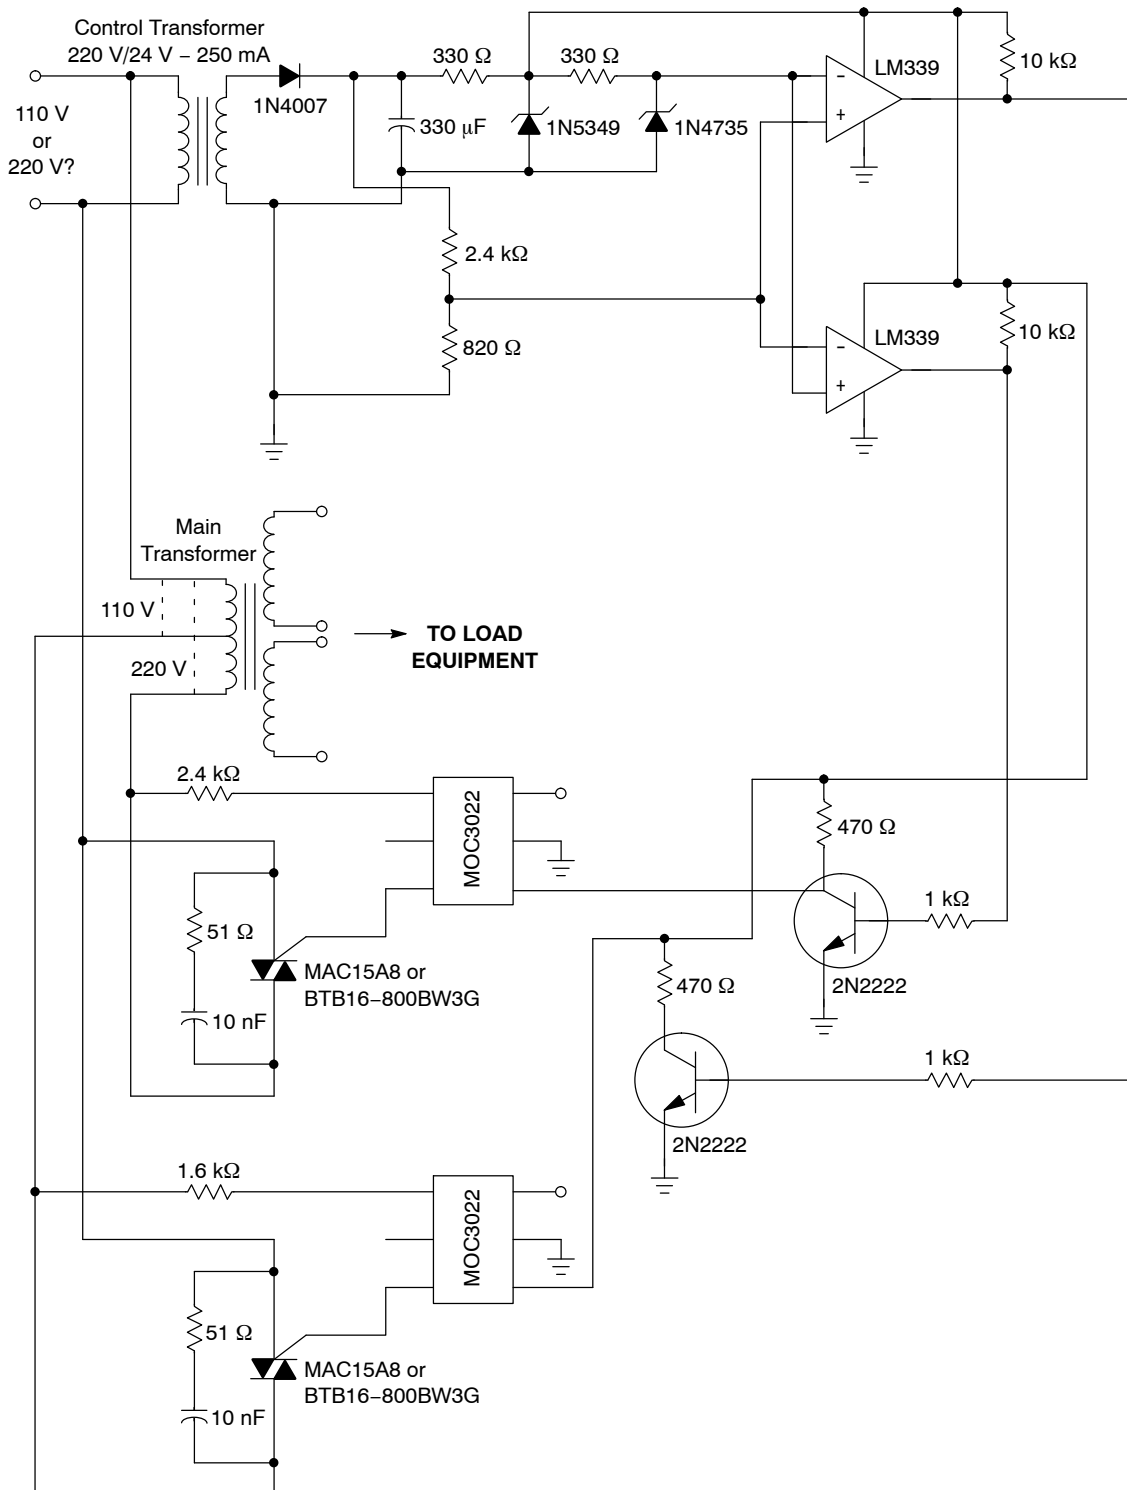 Control Transformer
220 V/24 V – 250 mA
110 V
or
220 V?
1N4007
330 Ω
330 Ω
330 μF
1N5349
1N4735
LM339
10 kΩ
-
+
2.4 kΩ
820 Ω
LM339
10 kΩ
-
+
Main
Transformer
110 V
220 V
TO LOAD
EQUIPMENT
2.4 kΩ
MOC3022
470 Ω
1 kΩ
2N2222
51 Ω
10 nF
MAC15A8 or
BTB16–800BW3G
470 Ω
1 kΩ
2N2222
1.6 kΩ
MOC3022
51 Ω
10 nF
MAC15A8 or
BTB16–800BW3G